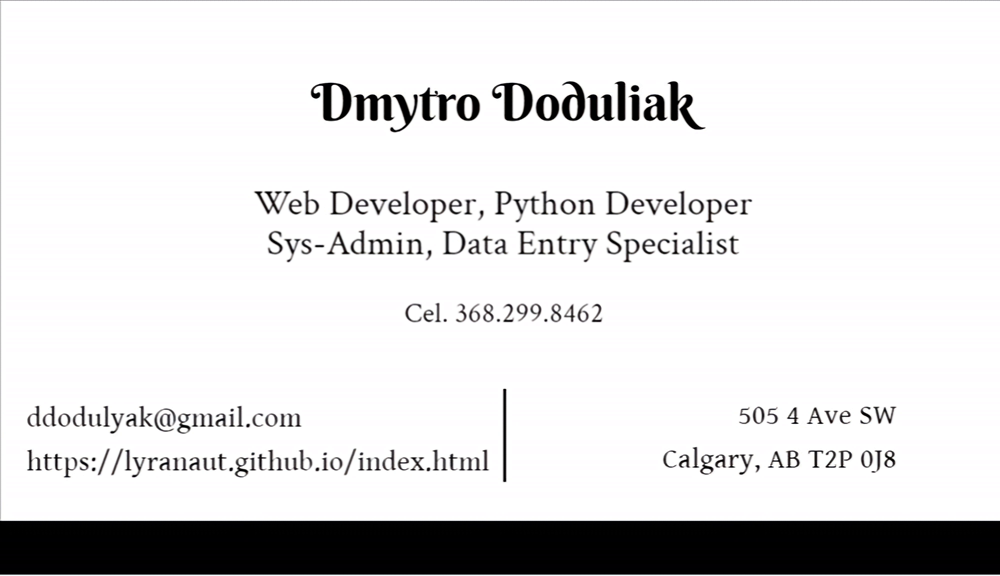 Dmytro Doduliak
Web Developer, Python Developer
Sys-Admin, Data Entry Specialist
Cel. 368.299.8462
ddodulyak@gmail.com
https://lyranaut.github.io/index.html
505 4 Ave SW
Calgary, AB T2P 0J8